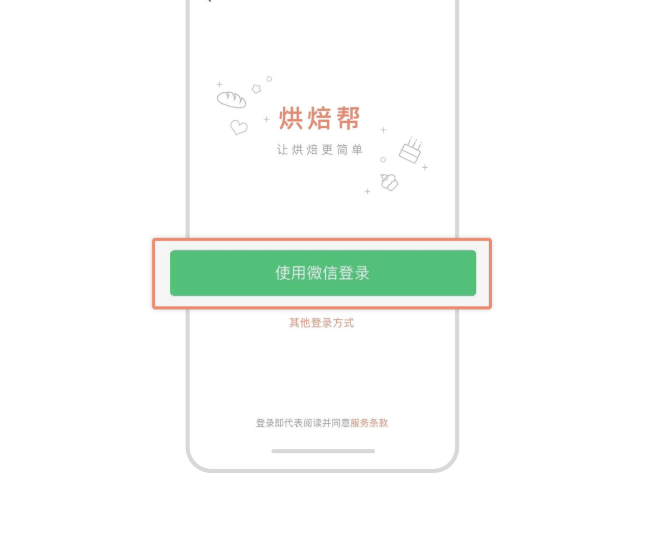 烘焙帮
让烘焙更简单
使用微信登录
其他登录方式
登录即代表阅读并同意服务条款